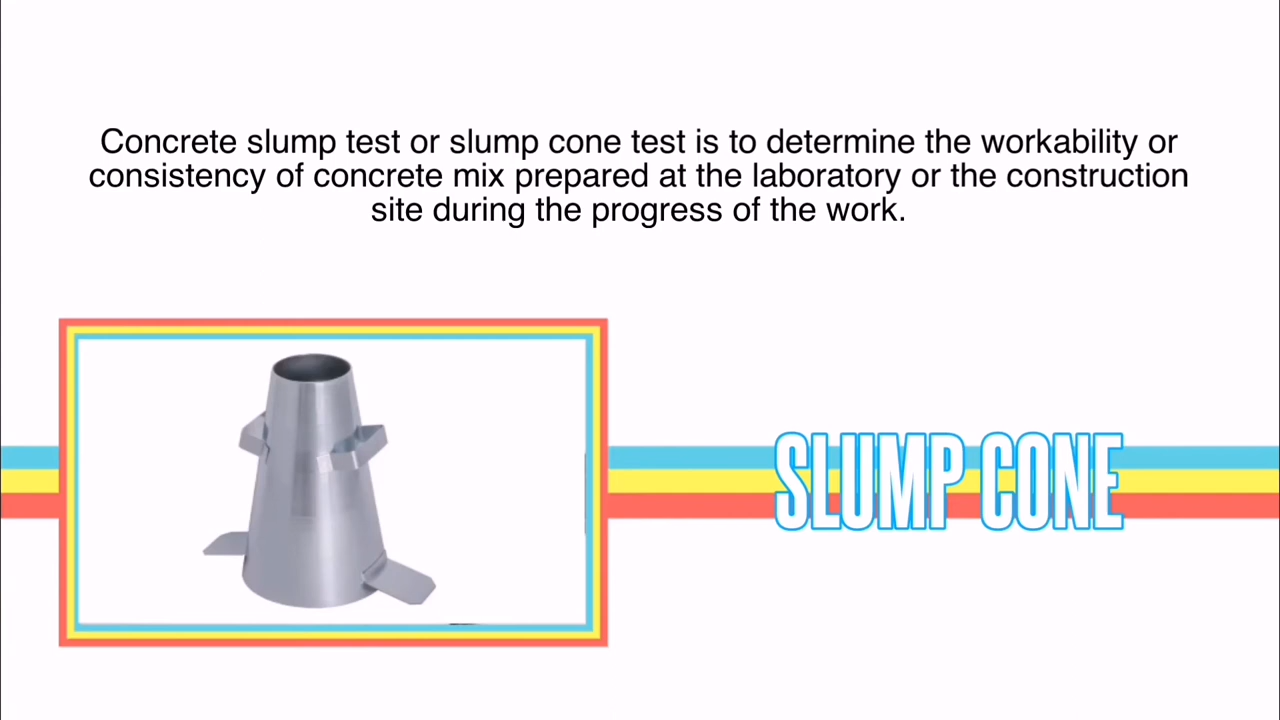 Concrete slump test or slump cone test is to determine the workability or
consistency of concrete mix prepared at the laboratory or the construction
site during the progress of the work.
SLUMP CONE